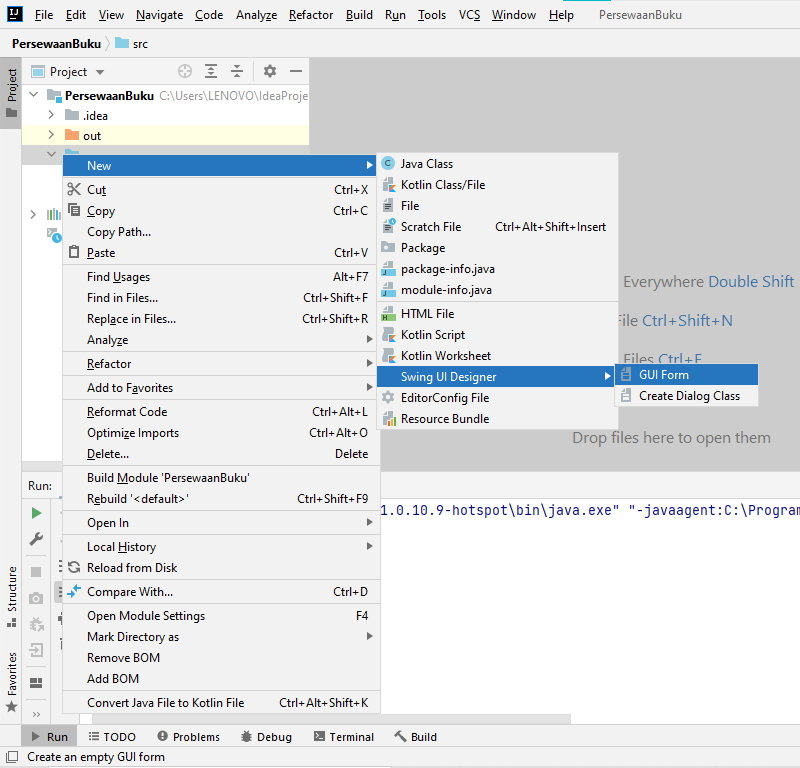 IJ File Edit View Navigate Code Analyze Refactor Build Run Tools VCS Window Help PersewaanBuku
PersewaanBuku src
Project
Project
PersewaanBuku C:\Users\LENOVO\IdeaProje
.idea
out
New
Cut Ctrl+X
Copy Ctrl+C
Copy Path...
Paste Ctrl+V
Find Usages Alt+F7
Find in Files... Ctrl+Shift+F
Replace in Files... Ctrl+Shift+R
Analyze
Refactor
Add to Favorites
Reformat Code Ctrl+Alt+L
Optimize Imports Ctrl+Alt+O
Delete... Delete
Build Module 'PersewaanBuku'
Rebuild '<default>' Ctrl+Shift+F9
Open In
Local History
Reload from Disk
Compare With... Ctrl+D
Open Module Settings F4
Mark Directory as
Remove BOM
Add BOM
Convert Java File to Kotlin File Ctrl+Alt+Shift+K
Java Class
Kotlin Class/File
File
Scratch File Ctrl+Alt+Shift+Insert
Package
package-info.java
module-info.java
HTML File
Kotlin Script
Kotlin Worksheet
Swing UI Designer
EditorConfig File
Resource Bundle
GUI Form
Create Dialog Class
Everywhere Double Shift
File Ctrl+Shift+N
Files Ctrl+E
Drop files here to open them
Run:
1.0.10.9-hotspot\bin\java.exe" "-javaagent:C:\Program
Structure
Favorites
Run TODO Problems Debug Terminal Build
Create an empty GUI form